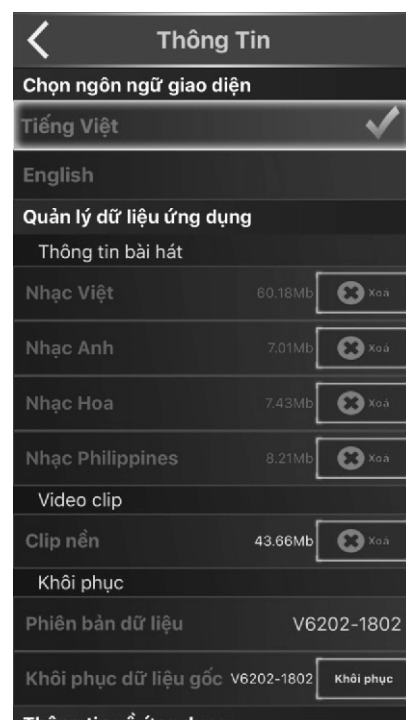 Thông Tin
Chọn ngôn ngữ giao diện
Tiếng Việt
English
Quản lý dữ liệu ứng dụng
Thông tin bài hát
Nhạc Việt 60.18Mb Xoá
Nhạc Anh 7.01Mb Xoá
Nhạc Hoa 7.43Mb Xoá
Nhạc Philippines 8.21Mb Xoá
Video clip
Clip nền 43.66Mb Xoá
Khôi phục
Phiên bản dữ liệu V6202-1802
Khôi phục dữ liệu gốc V6202-1802 Khôi phục